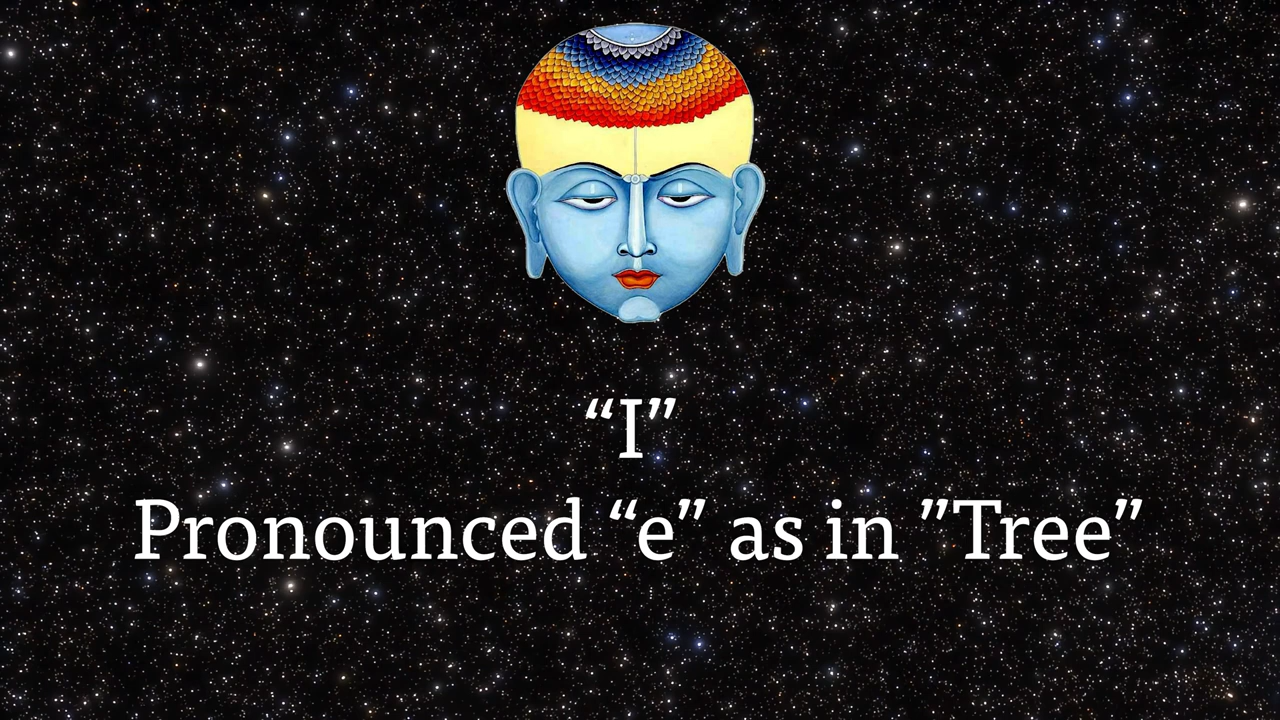 “I”
Pronounced “e” as in ”Tree”